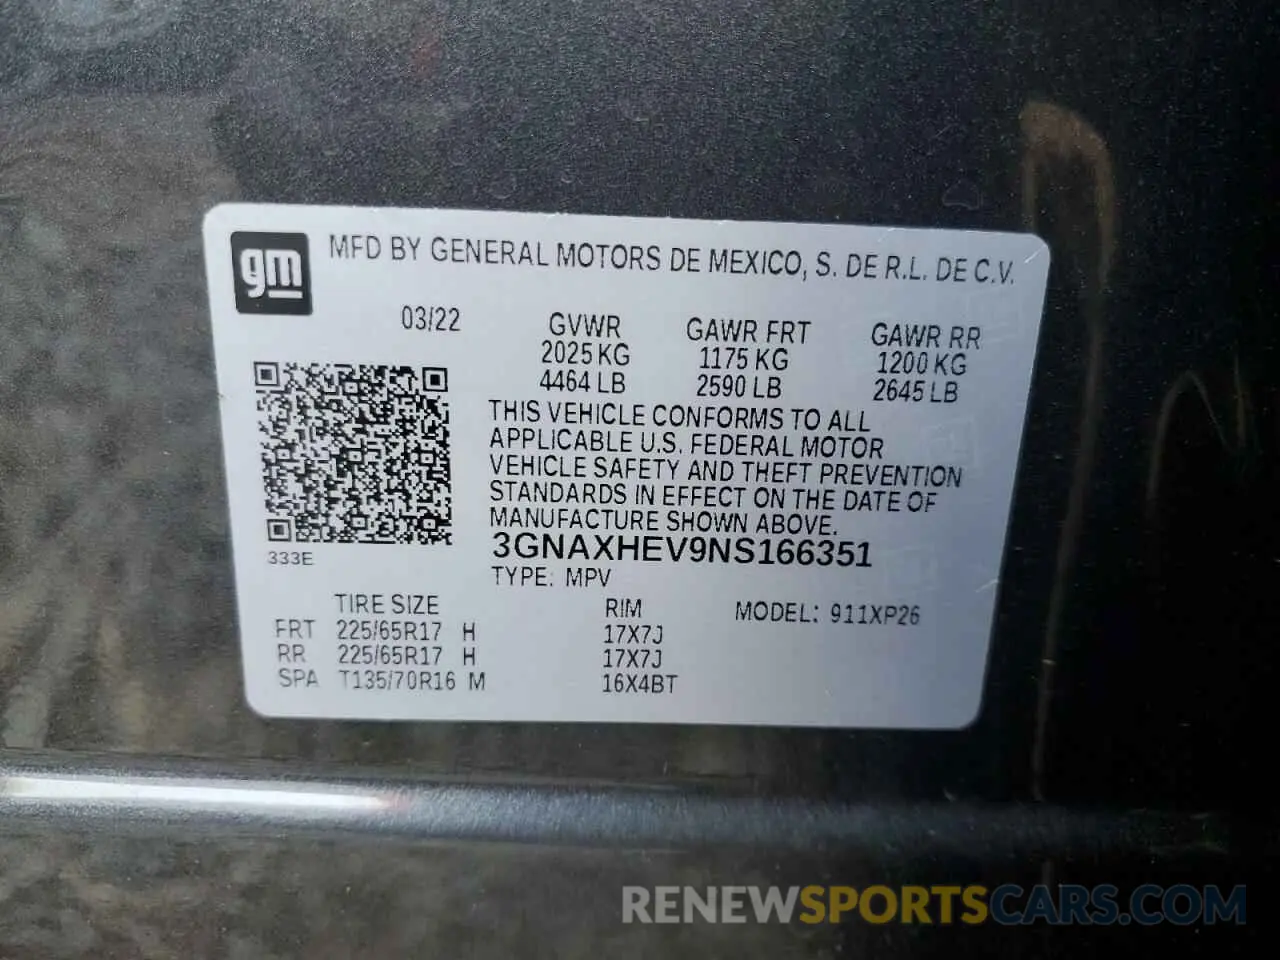 gm
MFD BY GENERAL MOTORS DE MEXICO, S. DE R.L. DE C.V.
03/22 GVWR GAWR FRT GAWR RR
2025 KG 1175 KG 1200 KG
4464 LB 2590 LB 2645 LB
THIS VEHICLE CONFORMS TO ALL
APPLICABLE U.S. FEDERAL MOTOR
VEHICLE SAFETY AND THEFT PREVENTION
STANDARDS IN EFFECT ON THE DATE OF
MANUFACTURE SHOWN ABOVE.
333E 3GNAXHEV9NS166351
TYPE: MPV
TIRE SIZE RIM MODEL: 911XP26
FRT 225/65R17 H 17X7J
RR 225/65R17 H 17X7J
SPA T135/70R16 M 16X4BT
RENEWSPORTSCARS.COM